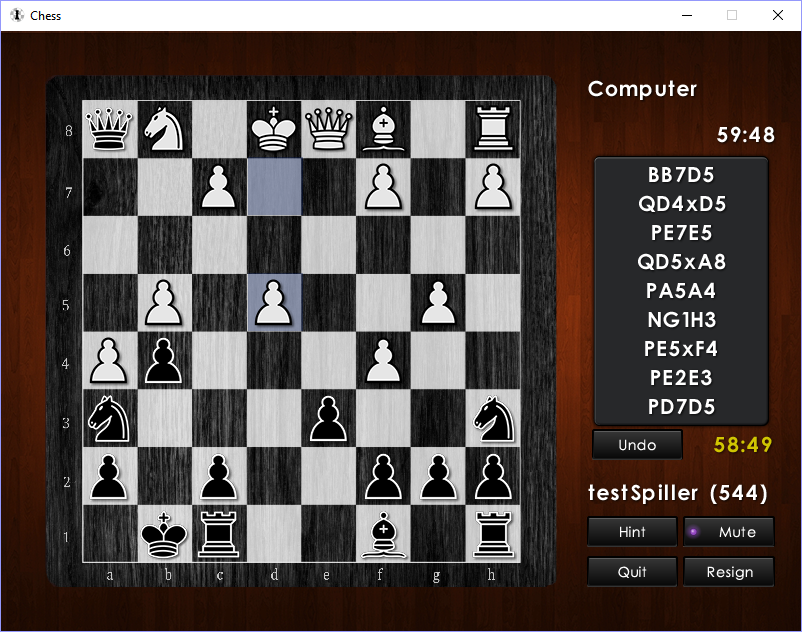 Chess
Computer
59:48
8
7
6
5
4
3
2
1
a b c d e f g h
BB7D5
QD4xD5
PE7E5
QD5xA8
PA5A4
NG1H3
PE5xF4
PE2E3
PD7D5
Undo
58:49
testSpiller (544)
Hint
Mute
Quit
Resign